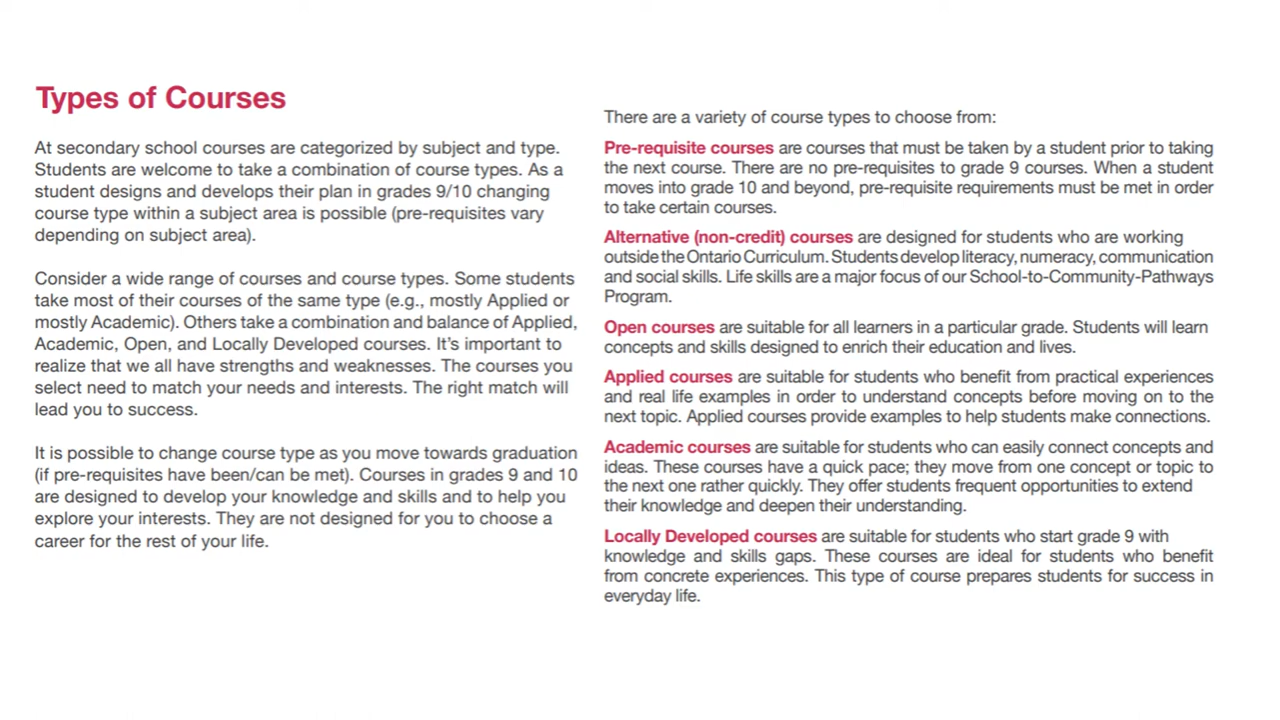 Types of Courses
At secondary school courses are categorized by subject and type.
Students are welcome to take a combination of course types. As a
student designs and develops their plan in grades 9/10 changing
course type within a subject area is possible (pre-requisites vary
depending on subject area).
Consider a wide range of courses and course types. Some students
take most of their courses of the same type (e.g., mostly Applied or
mostly Academic). Others take a combination and balance of Applied,
Academic, Open, and Locally Developed courses. It’s important to
realize that we all have strengths and weaknesses. The courses you
select need to match your needs and interests. The right match will
lead you to success.
It is possible to change course type as you move towards graduation
(if pre-requisites have been/can be met). Courses in grades 9 and 10
are designed to develop your knowledge and skills and to help you
explore your interests. They are not designed for you to choose a
career for the rest of your life.
There are a variety of course types to choose from:
Pre-requisite courses are courses that must be taken by a student prior to taking
the next course. There are no pre-requisites to grade 9 courses. When a student
moves into grade 10 and beyond, pre-requisite requirements must be met in order
to take certain courses.
Alternative (non-credit) courses are designed for students who are working
outside the Ontario Curriculum. Students develop literacy, numeracy, communication
and social skills. Life skills are a major focus of our School-to-Community-Pathways
Program.
Open courses are suitable for all learners in a particular grade. Students will learn
concepts and skills designed to enrich their education and lives.
Applied courses are suitable for students who benefit from practical experiences
and real life examples in order to understand concepts before moving on to the
next topic. Applied courses provide examples to help students make connections.
Academic courses are suitable for students who can easily connect concepts and
ideas. These courses have a quick pace; they move from one concept or topic to
the next one rather quickly. They offer students frequent opportunities to extend
their knowledge and deepen their understanding.
Locally Developed courses are suitable for students who start grade 9 with
knowledge and skills gaps. These courses are ideal for students who benefit
from concrete experiences. This type of course prepares students for success in
everyday life.